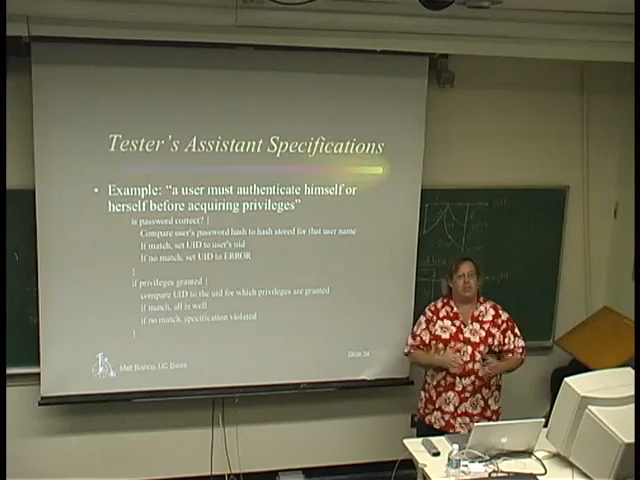 Tester's Assistant Specifications
• Example: "a user must authenticate himself or
herself before acquiring privileges"
is password correct? {
Compare user's password hash to hash stored for that user name
If match, set UID to user's uid
If no match, set UID to ERROR
}
if privileges granted {
compare UID to the uid for which privileges are granted
if match, all is well
if no match, specification violated
}
Matt Bishop, UC Davis
Slide 34